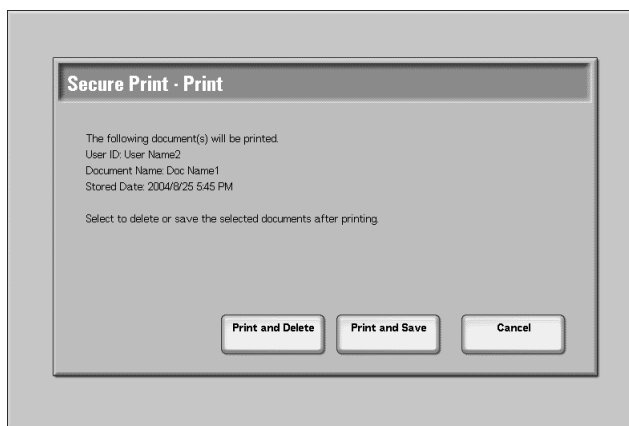 Secure Print - Print
The following document(s) will be printed.
User ID: User Name2
Document Name: Doc Name1
Stored Date: 2004/8/25 5:45 PM
Select to delete or save the selected documents after printing.
Print and Delete
Print and Save
Cancel